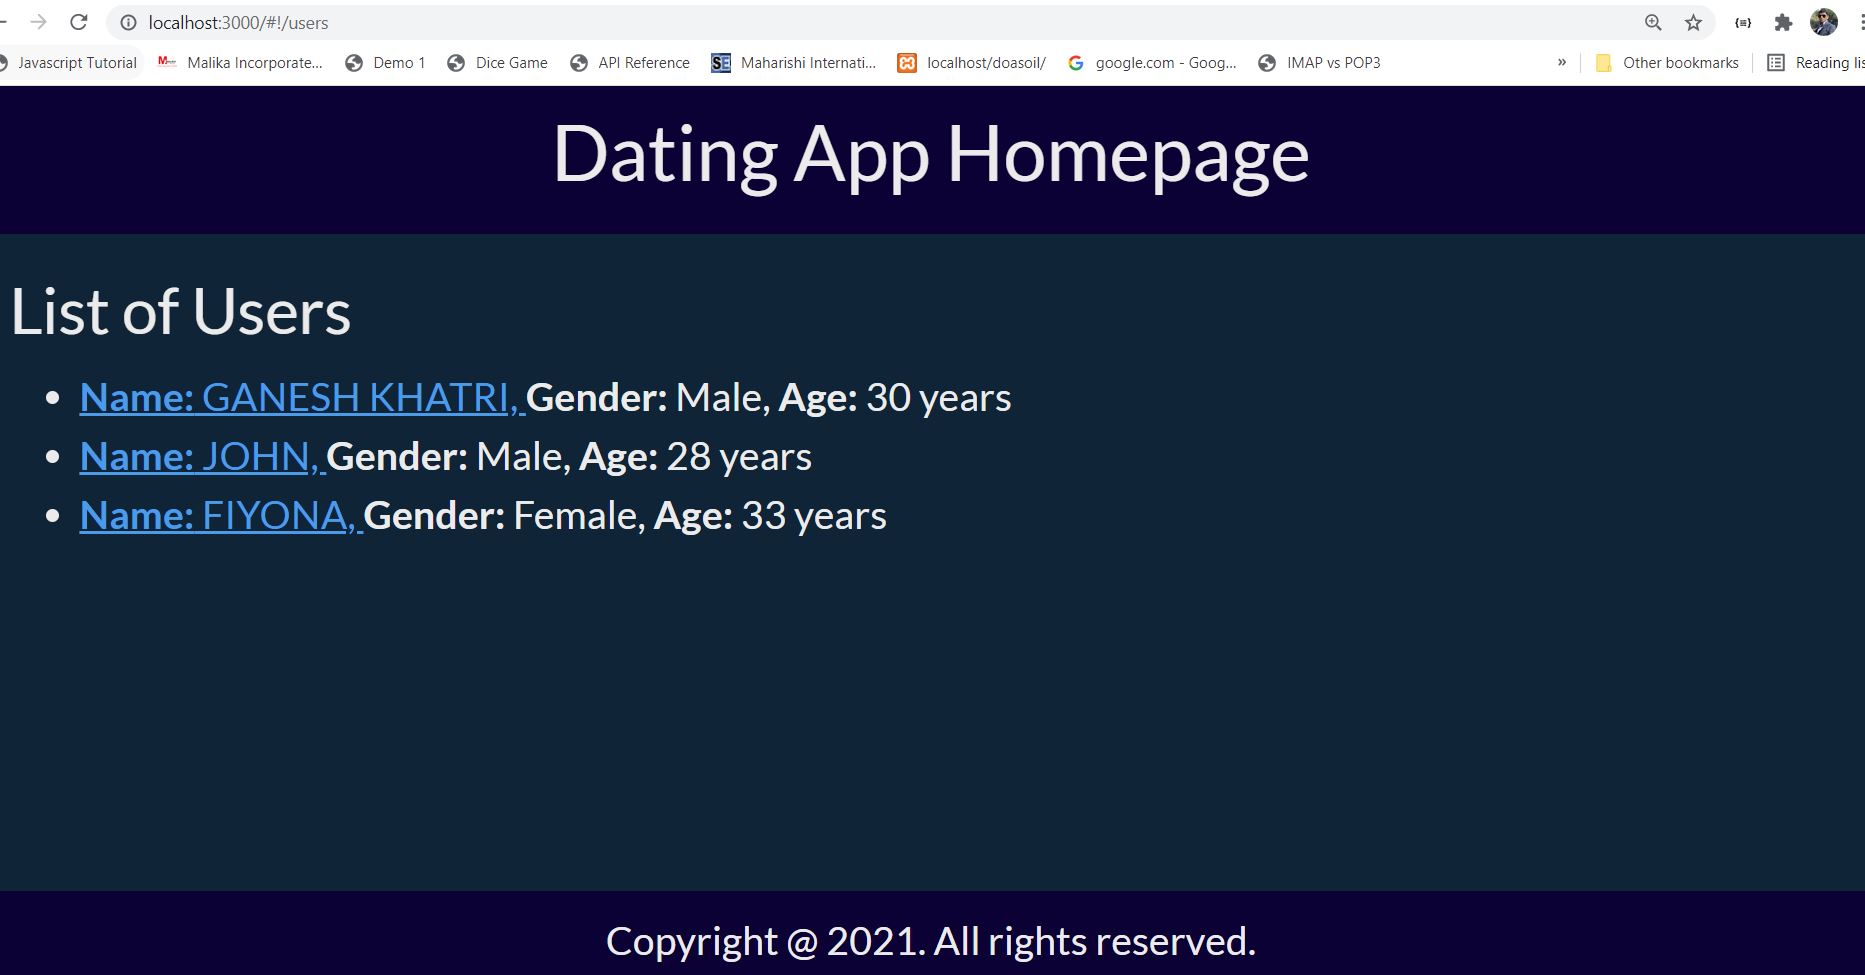 localhost:3000/#!/users
Javascript Tutorial Malika Incorporate... Demo 1 Dice Game API Reference SE Maharishi Internati... localhost/doasoil/ google.com - Goog... IMAP vs POP3 » Other bookmarks Reading lis
Dating App Homepage
List of Users
• Name: GANESH KHATRI, Gender: Male, Age: 30 years
• Name: JOHN, Gender: Male, Age: 28 years
• Name: FIYONA, Gender: Female, Age: 33 years
Copyright @ 2021. All rights reserved.